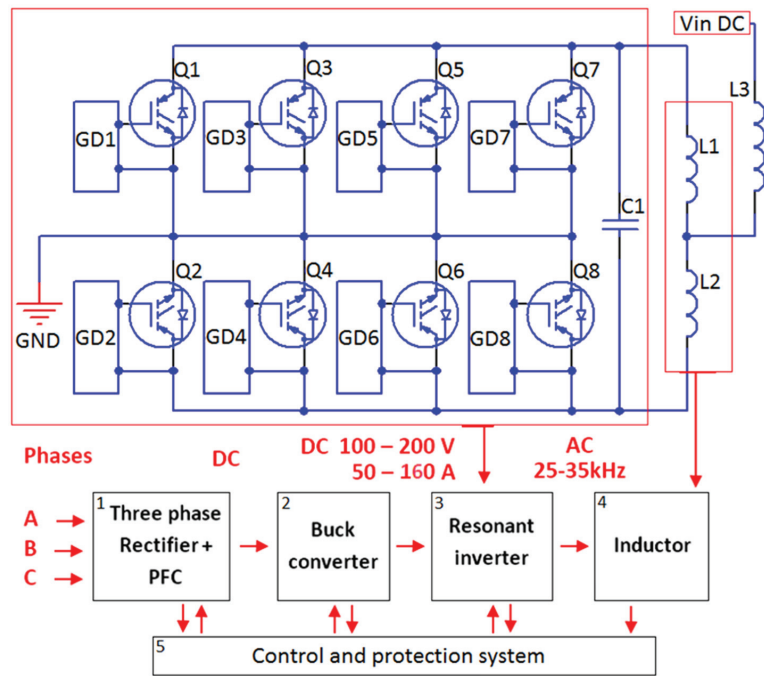 Vin DC
Q1 Q3 Q5 Q7
L3
GD1 GD3 GD5 GD7
L1
C1
Q2 Q4 Q6 Q8
L2
GND
GD2 GD4 GD6 GD8
Phases
DC
DC 100 – 200 V
50 – 160 A
AC
25-35kHz
A
B
C
1
Three phase
Rectifier +
PFC
2
Buck
converter
3
Resonant
inverter
4
Inductor
5
Control and protection system